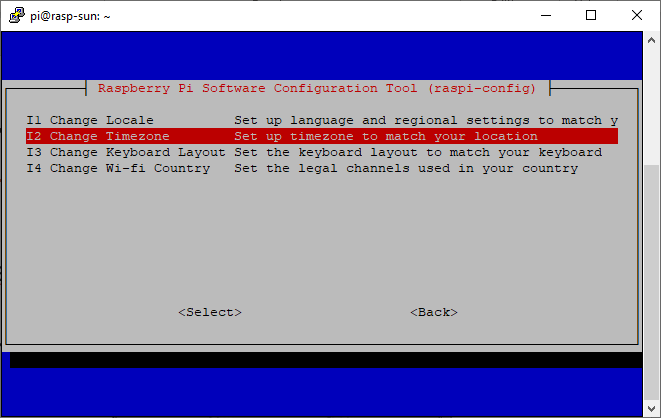 pi@rasp-sun: ~
Raspberry Pi Software Configuration Tool (raspi-config)
I1 Change Locale Set up language and regional settings to match y
I2 Change Timezone Set up timezone to match your location
I3 Change Keyboard Layout Set the keyboard layout to match your keyboard
I4 Change Wi-fi Country Set the legal channels used in your country
<Select> <Back>